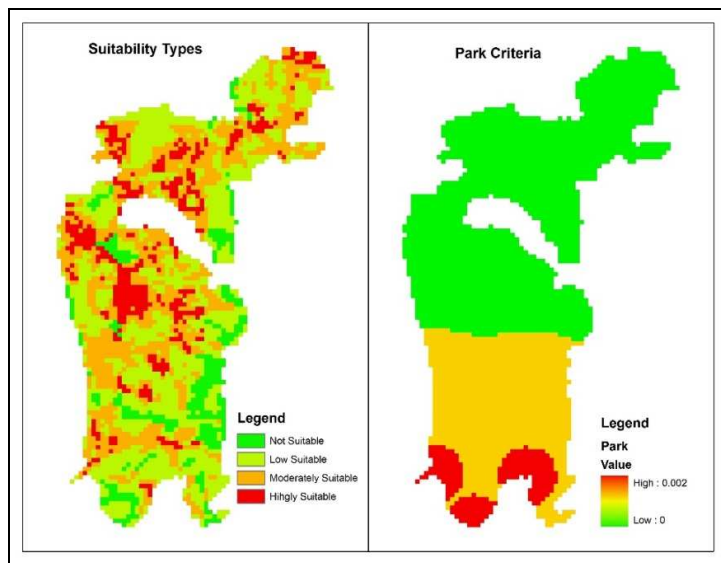 Suitability Types
Legend
Not Suitable
Low Suitable
Moderately Suitable
Hihgly Suitable
Park Criteria
Legend
Park
Value
High : 0.002
Low : 0